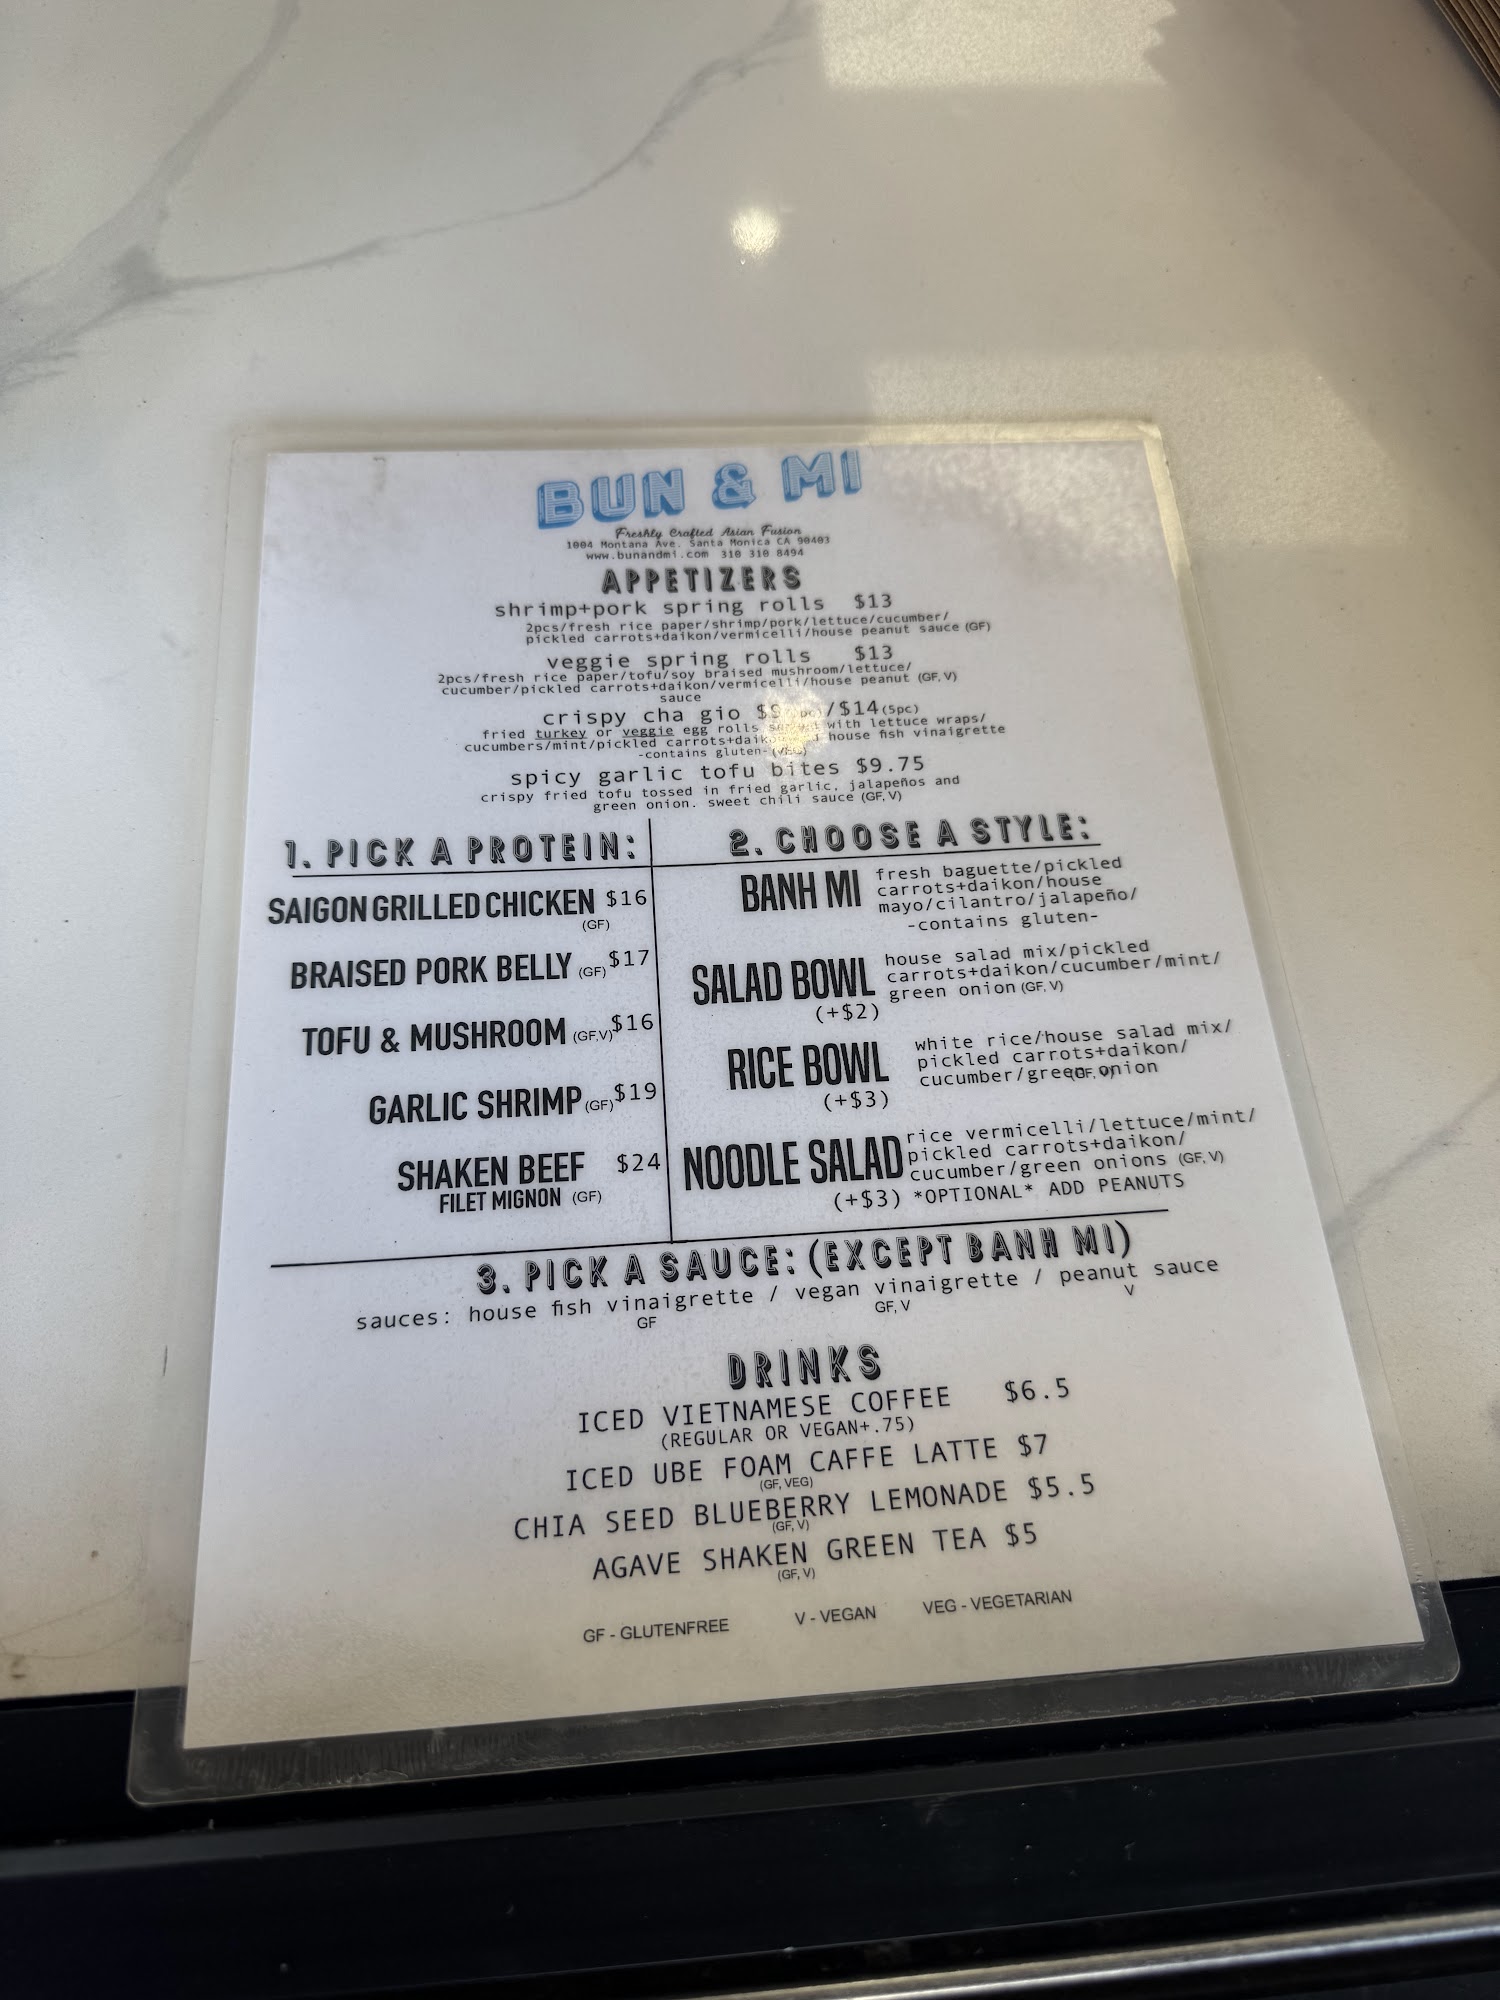 BUN & MI
Freshly Crafted Asian Fusion
1004 Montana Ave. Santa Monica CA 90403
www.bunandmi.com 310 310 8494
APPETIZERS
shrimp+pork spring rolls $13
2pcs/fresh rice paper/shrimp/pork/lettuce/cucumber/
pickled carrots+daikon/vermicelli/house peanut sauce (GF)
veggie spring rolls $13
2pcs/fresh rice paper/tofu/soy braised mushroom/lettuce/
cucumber/pickled carrots+daikon/vermicelli/house peanut (GF, V)
sauce
crispy cha gio /$14(5pc)
fried turkey or veggie egg rolls with lettuce wraps/
cucumbers/mint/pickled carrots+daikon house fish vinaigrette
-contains gluten- (VEG)
spicy garlic tofu bites $9.75
crispy fried tofu tossed in fried garlic, jalapeños and
green onion. sweet chili sauce (GF, V)
1. PICK A PROTEIN:
SAIGON GRILLED CHICKEN $16
(GF)
BRAISED PORK BELLY (GF) $17
TOFU & MUSHROOM (GF,V) $16
GARLIC SHRIMP (GF) $19
SHAKEN BEEF $24
FILET MIGNON (GF)
2. CHOOSE A STYLE:
BANH MI fresh baguette/pickled
carrots+daikon/house
mayo/cilantro/jalapeño/
-contains gluten-
SALAD BOWL house salad mix/pickled
carrots+daikon/cucumber/mint/
green onion (GF, V)
(+$2)
RICE BOWL white rice/house salad mix/
pickled carrots+daikon/
cucumber/green onion (GF, V)
(+$3)
NOODLE SALAD rice vermicelli/lettuce/mint/
pickled carrots+daikon/
cucumber/green onions (GF, V)
(+$3) *OPTIONAL* ADD PEANUTS
3. PICK A SAUCE: (EXCEPT BANH MI)
sauces: house fish vinaigrette / vegan vinaigrette / peanut sauce
GF GF, V V
DRINKS
ICED VIETNAMESE COFFEE $6.5
(REGULAR OR VEGAN+.75)
ICED UBE FOAM CAFFE LATTE $7
(GF, VEG)
CHIA SEED BLUEBERRY LEMONADE $5.5
(GF, V)
AGAVE SHAKEN GREEN TEA $5
(GF, V)
GF - GLUTENFREE V - VEGAN VEG - VEGETARIAN